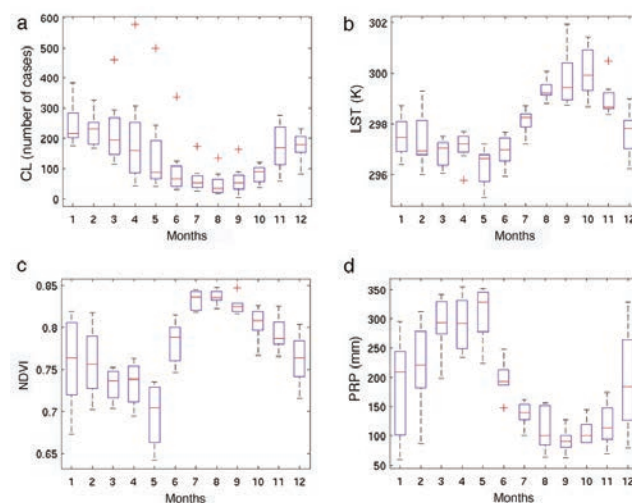 a
CL (number of cases)
600
500
400
300
200
100
0
1 2 3 4 5 6 7 8 9 10 11 12
Months
b
LST (K)
302
300
298
296
1 2 3 4 5 6 7 8 9 10 11 12
Months
c
NDVI
0.85
0.8
0.75
0.7
0.65
1 2 3 4 5 6 7 8 9 10 11 12
Months
d
PRP (mm)
350
300
250
200
150
100
50
1 2 3 4 5 6 7 8 9 10 11 12
Months